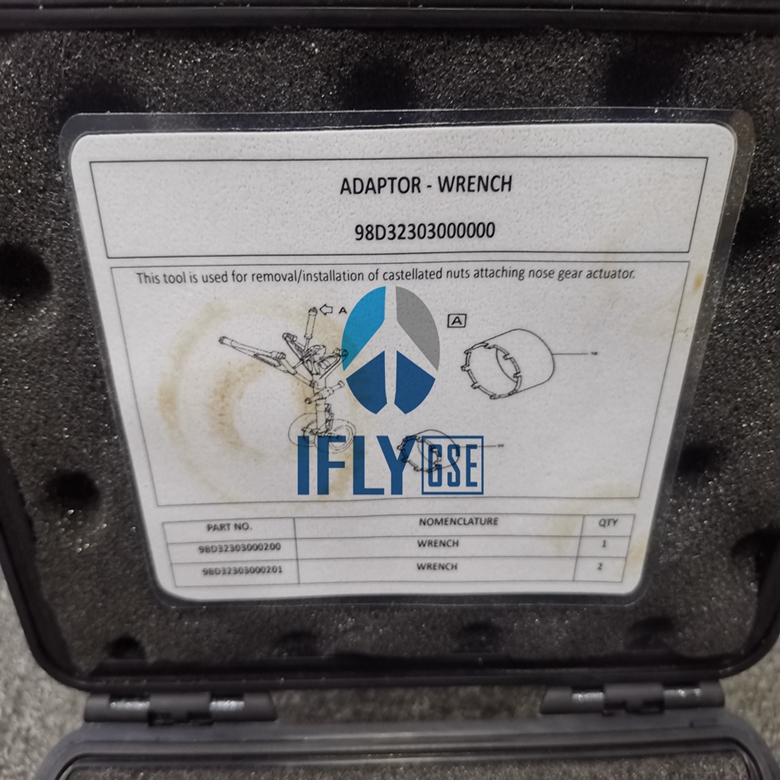 ADAPTOR - WRENCH
98D32303000000
This tool is used for removal/installation of castellated nuts attaching nose gear actuator.
A
A
IFLY GSE
PART NO. NOMENCLATURE QTY
98D32303000200 WRENCH 1
98D32303000201 WRENCH 2